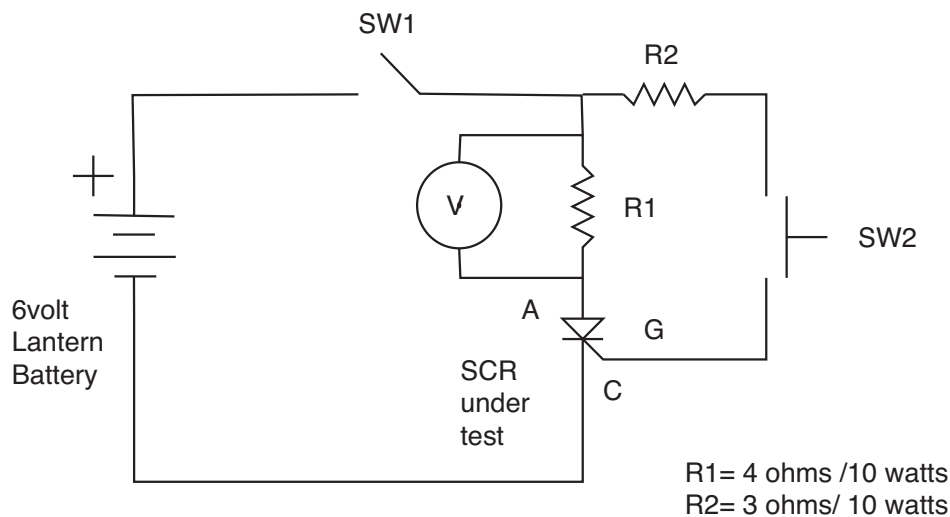 SW1
R2
+
V
R1
SW2
A
G
6volt
Lantern
Battery
SCR
under
test
C
R1= 4 ohms /10 watts
R2= 3 ohms/ 10 watts